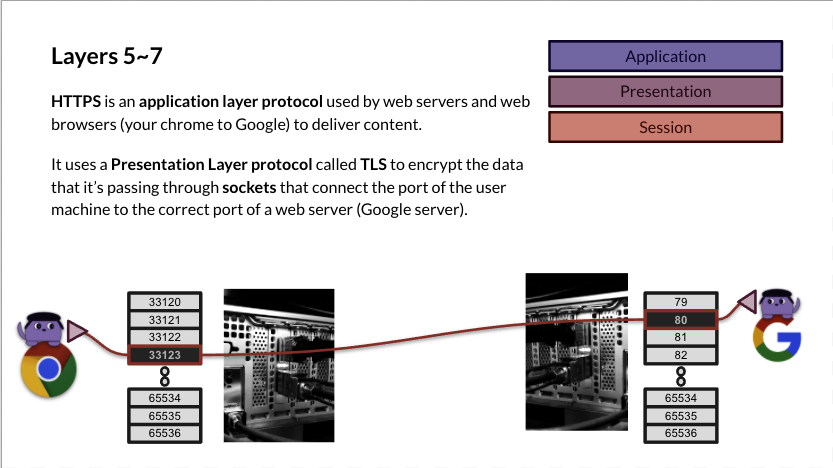 Layers 5~7
HTTPS is an application layer protocol used by web servers and web
browsers (your chrome to Google) to deliver content.
It uses a Presentation Layer protocol called TLS to encrypt the data
that it's passing through sockets that connect the port of the user
machine to the correct port of a web server (Google server).
Application
Presentation
Session
33120
33121
33122
33123
65534
65535
65536
79
80
81
82
65534
65535
65536